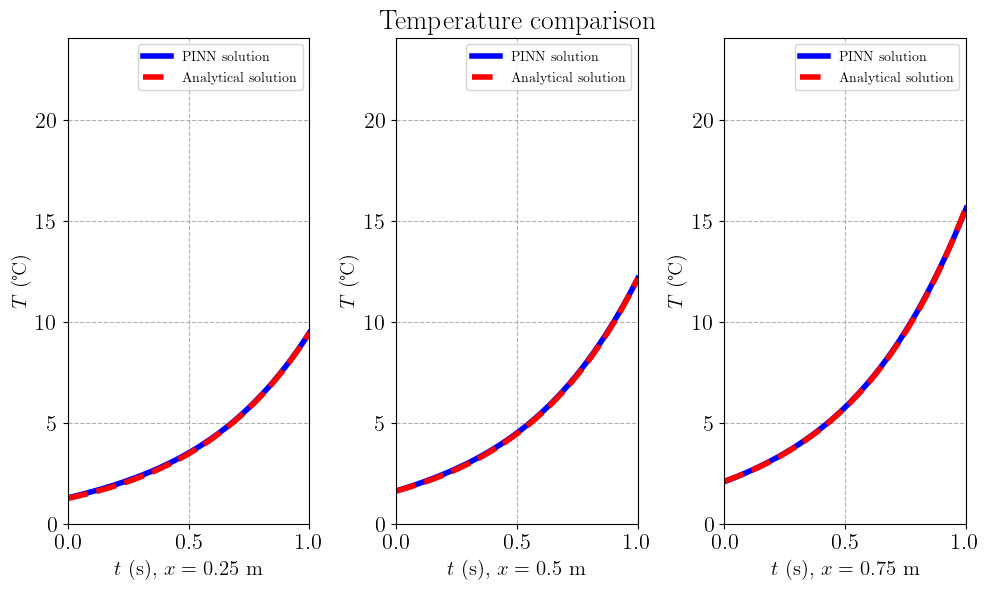 Temperature comparison
PINN solution
Analytical solution
T (°C)
20
15
10
5
0
0.0 0.5 1.0
t (s), x = 0.25 m
PINN solution
Analytical solution
T (°C)
20
15
10
5
0
0.0 0.5 1.0
t (s), x = 0.5 m
PINN solution
Analytical solution
T (°C)
20
15
10
5
0
0.0 0.5 1.0
t (s), x = 0.75 m